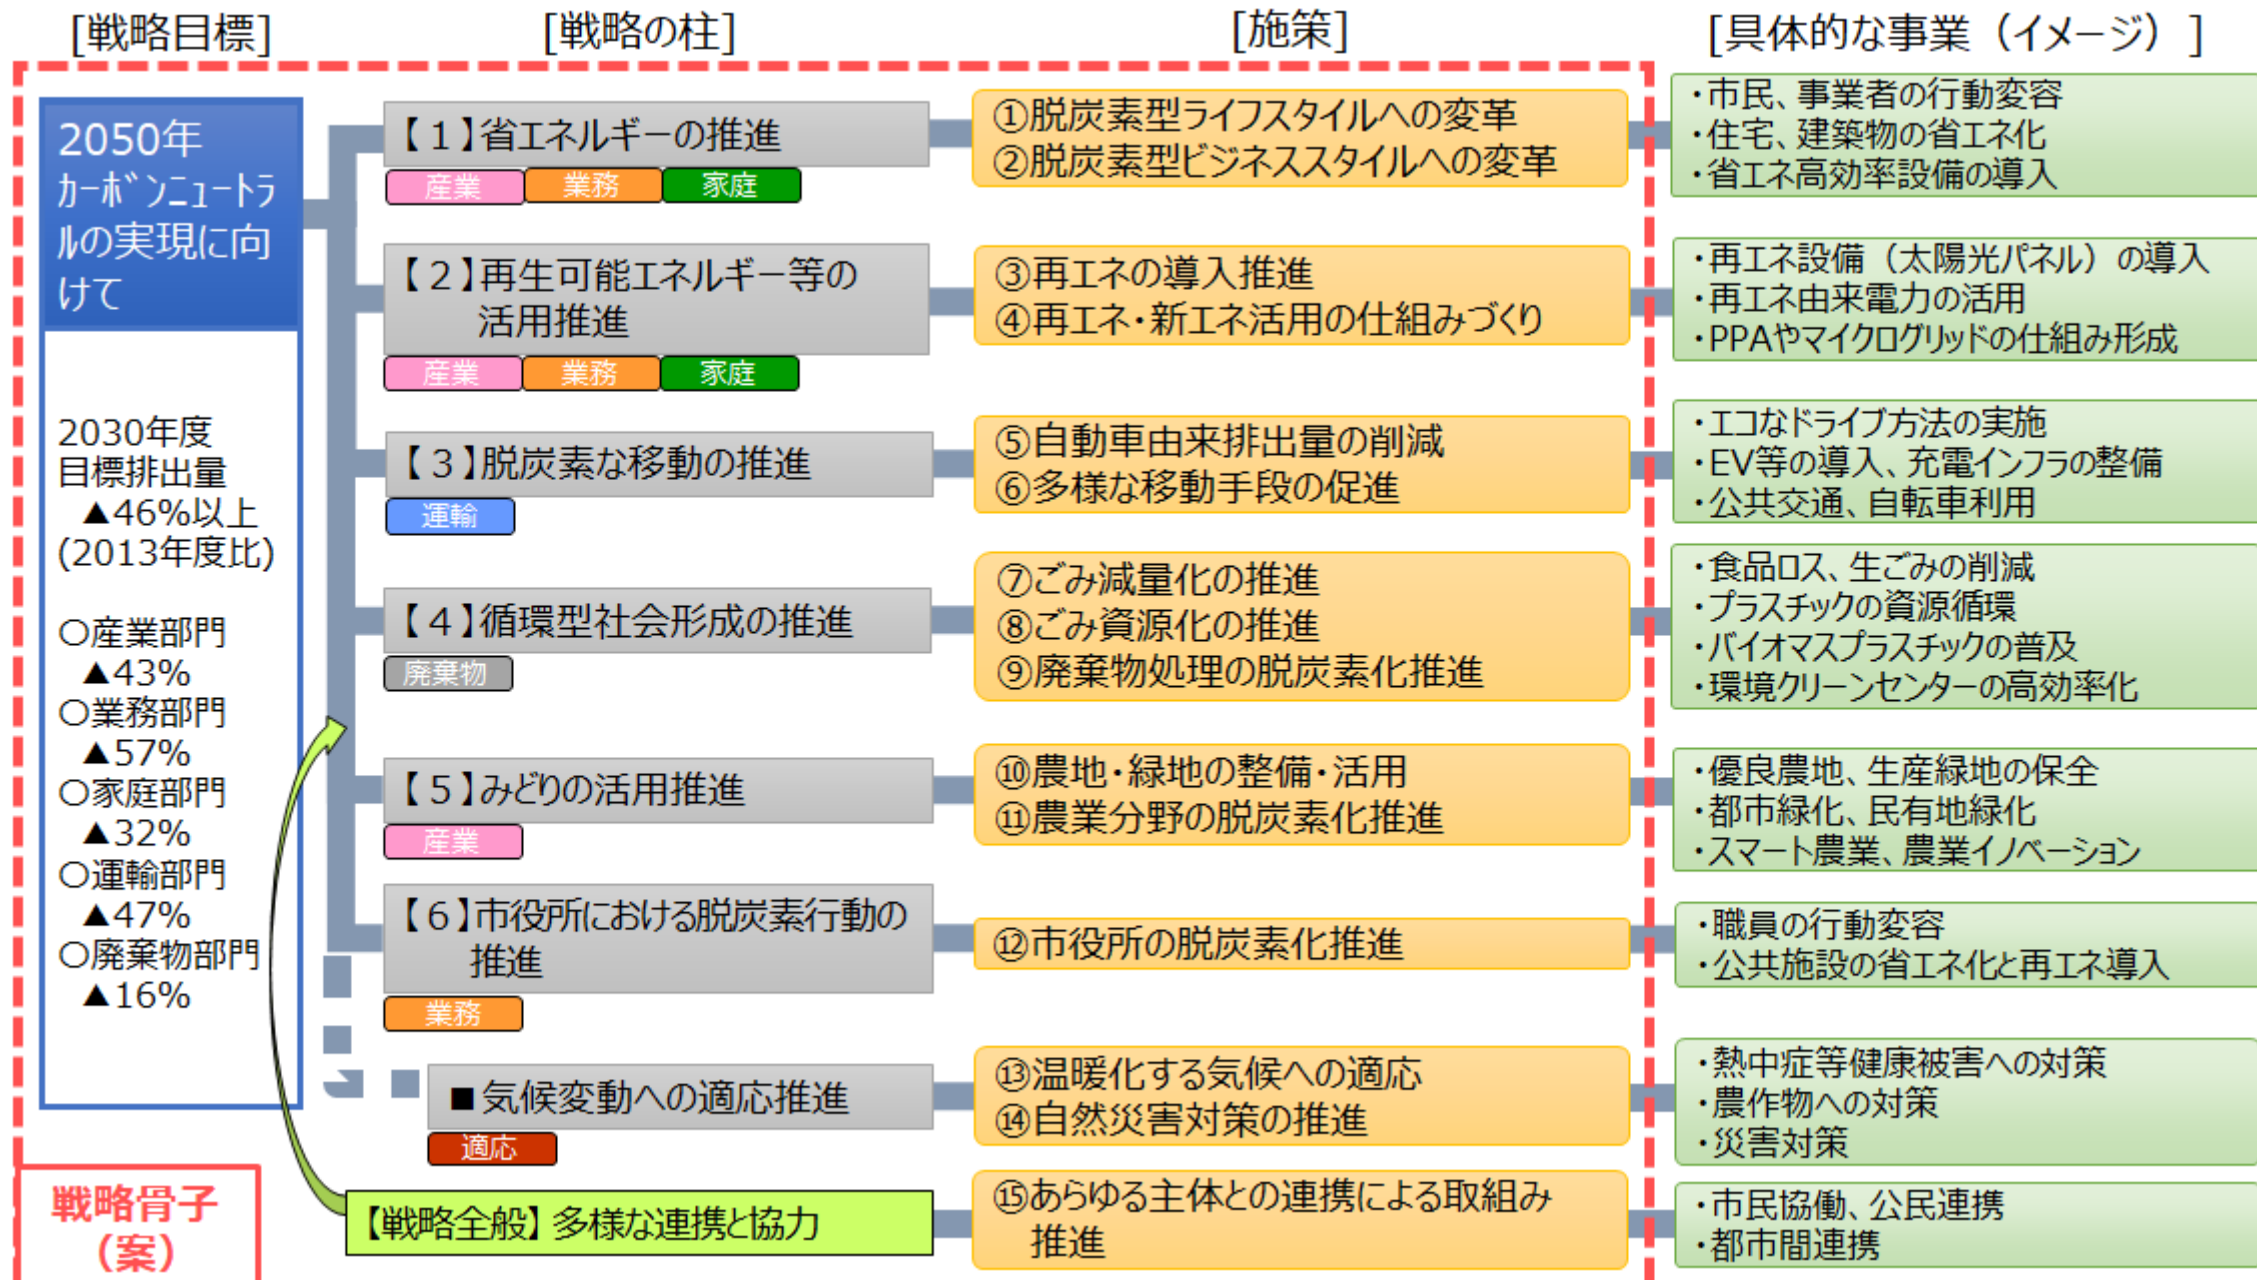 [戦略目標]
[戦略の柱]
[施策]
[具体的な事業（イメージ）]
2050年
ｶｰﾎﾞﾝﾆｭｰﾄﾗ
ﾙの実現に向
けて
2030年度
目標排出量
▲46%以上
(2013年度比)
○産業部門
▲43%
○業務部門
▲57%
○家庭部門
▲32%
○運輸部門
▲47%
○廃棄物部門
▲16%
【１】省エネルギーの推進
産業
業務
家庭
①脱炭素型ライフスタイルへの変革
②脱炭素型ビジネススタイルへの変革
・市民、事業者の行動変容
・住宅、建築物の省エネ化
・省エネ高効率設備の導入
【２】再生可能エネルギー等の
活用推進
産業
業務
家庭
③再エネの導入推進
④再エネ・新エネ活用の仕組みづくり
・再エネ設備（太陽光パネル）の導入
・再エネ由来電力の活用
・PPAやマイクログリッドの仕組み形成
【３】脱炭素な移動の推進
運輸
⑤自動車由来排出量の削減
⑥多様な移動手段の促進
・エコなドライブ方法の実施
・EV等の導入、充電インフラの整備
・公共交通、自転車利用
【４】循環型社会形成の推進
廃棄物
⑦ごみ減量化の推進
⑧ごみ資源化の推進
⑨廃棄物処理の脱炭素化推進
・食品ロス、生ごみの削減
・プラスチックの資源循環
・バイオマスプラスチックの普及
・環境クリーンセンターの高効率化
【５】みどりの活用推進
産業
⑩農地・緑地の整備・活用
⑪農業分野の脱炭素化推進
・優良農地、生産緑地の保全
・都市緑化、民有地緑化
・スマート農業、農業イノベーション
【６】市役所における脱炭素行動の
推進
業務
⑫市役所の脱炭素化推進
・職員の行動変容
・公共施設の省エネ化と再エネ導入
■気候変動への適応推進
適応
⑬温暖化する気候への適応
⑭自然災害対策の推進
・熱中症等健康被害への対策
・農作物への対策
・災害対策
【戦略全般】多様な連携と協力
⑮あらゆる主体との連携による取組み
推進
・市民協働、公民連携
・都市間連携
戦略骨子
（案）